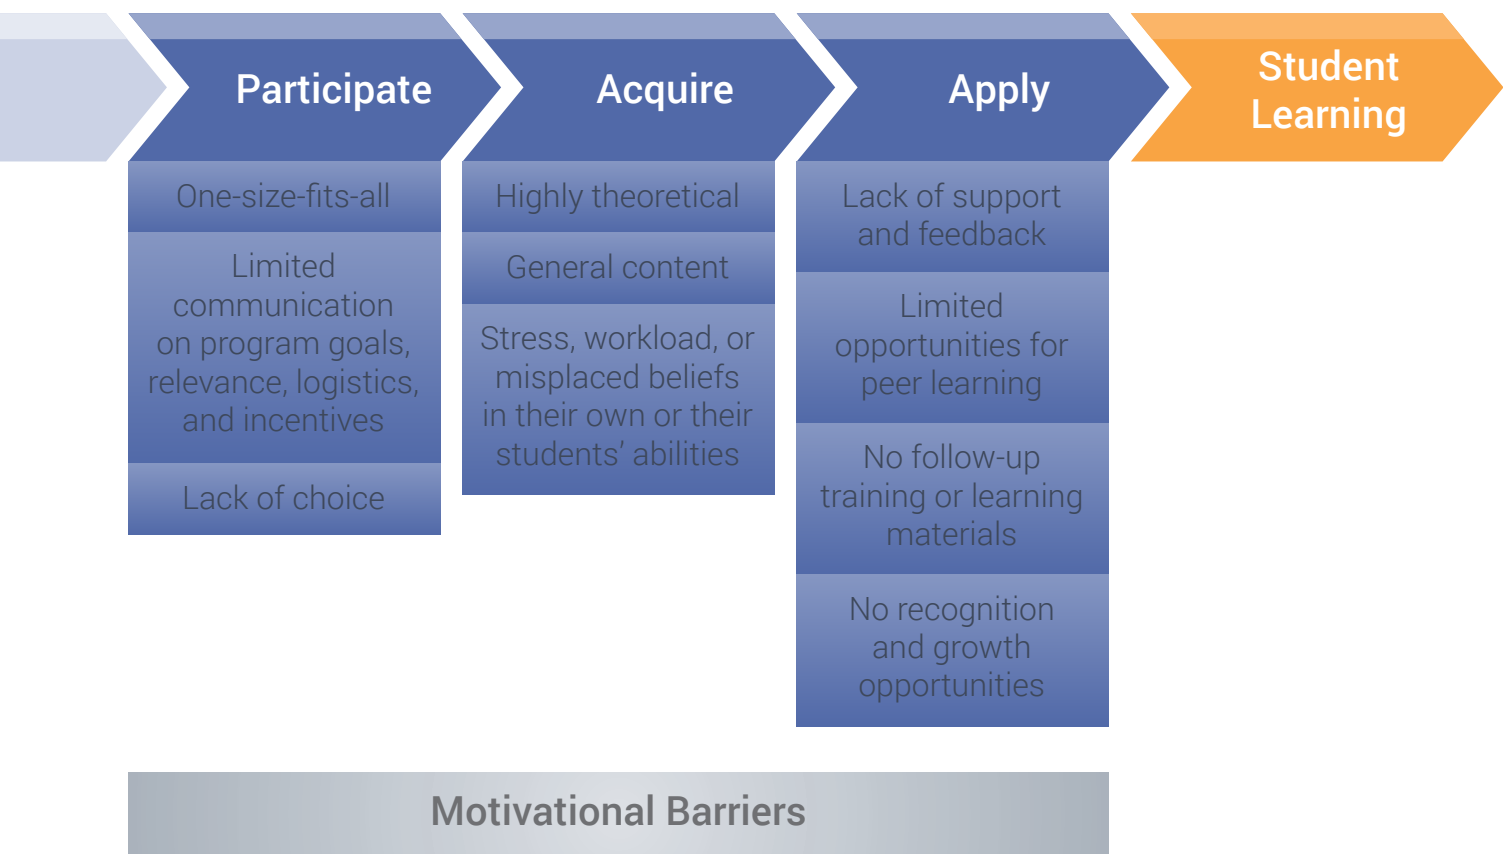 Participate
Acquire
Apply
Student
Learning
One-size-fits-all
Limited
communication
on program goals,
relevance, logistics,
and incentives
Lack of choice
Highly theoretical
General content
Stress, workload, or
misplaced beliefs
in their own or their
students’ abilities
Lack of support
and feedback
Limited
opportunities for
peer learning
No follow-up
training or learning
materials
No recognition
and growth
opportunities
Motivational Barriers